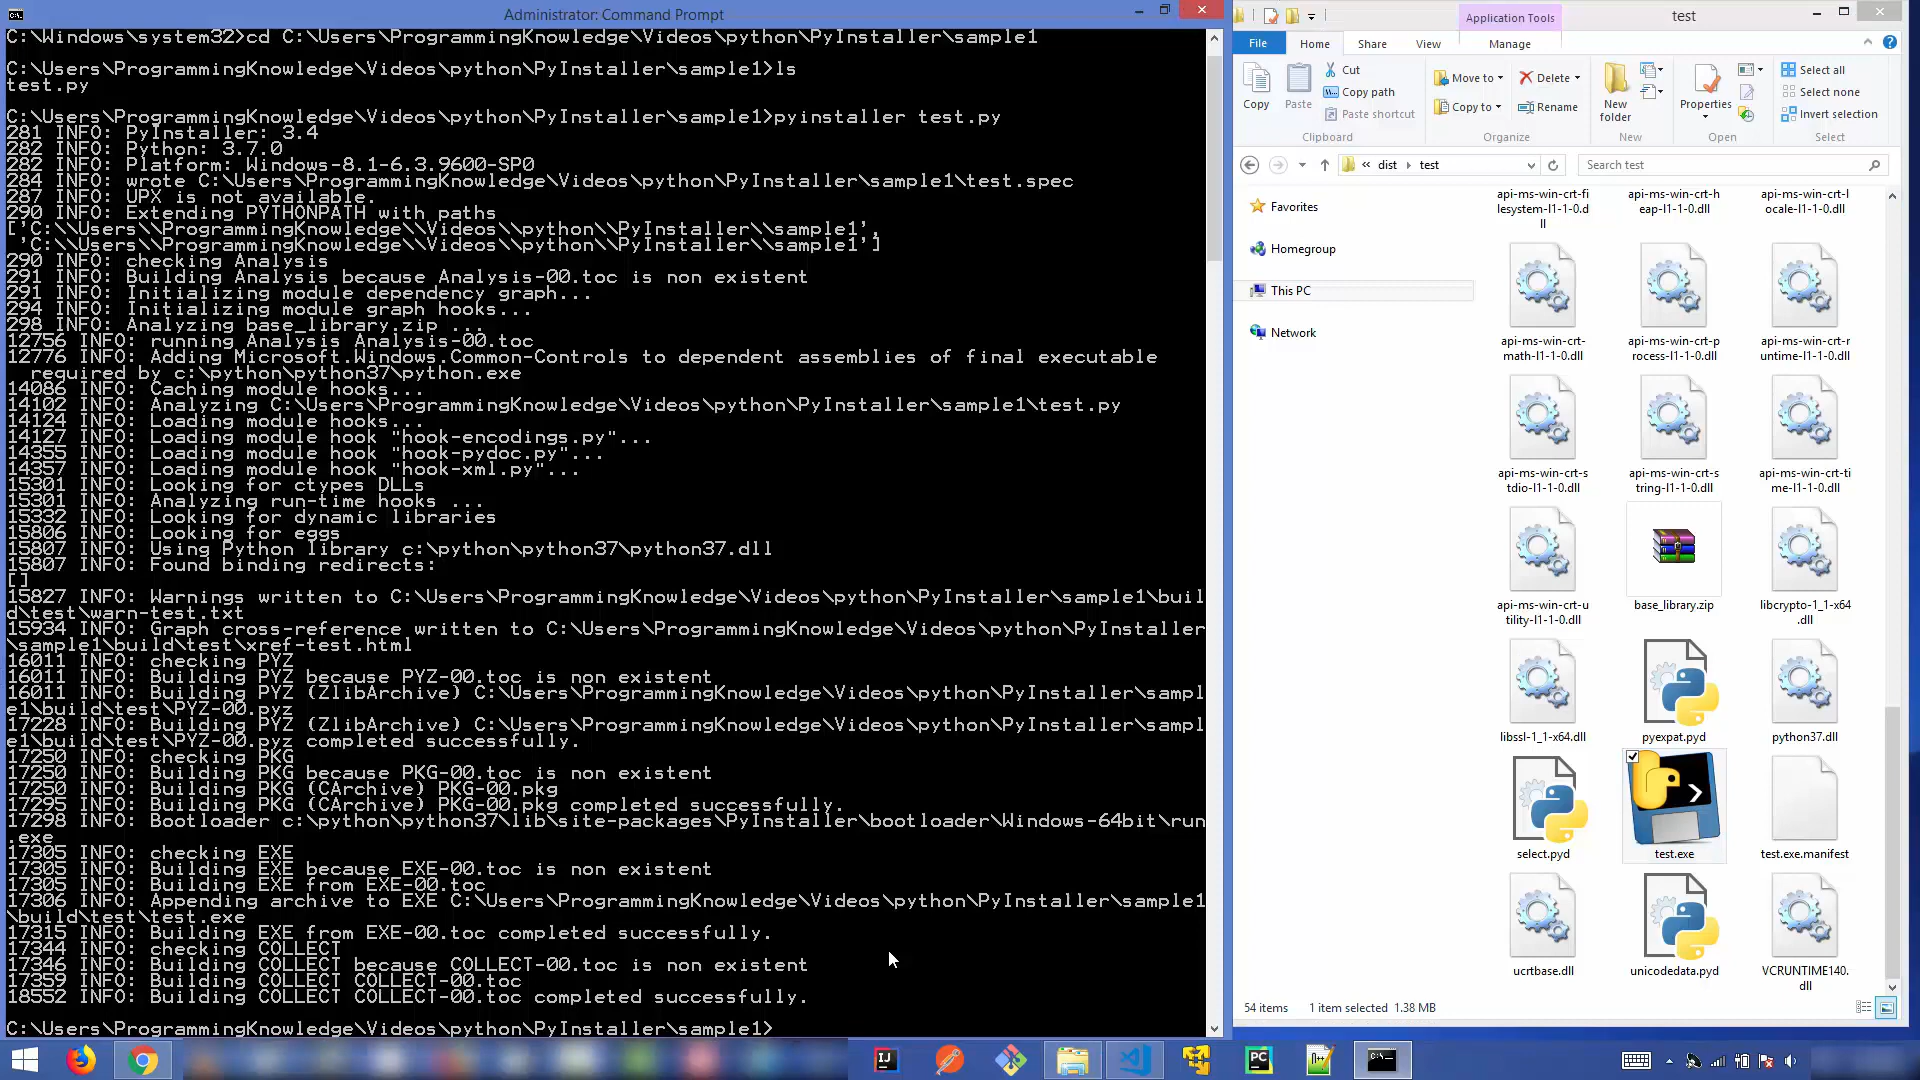 Administrator: Command Prompt
C:\Windows\system32>cd C:\Users\ProgrammingKnowledge\Videos\python\PyInstaller\sample1
C:\Users\ProgrammingKnowledge\Videos\python\PyInstaller\sample1>ls
test.py
C:\Users\ProgrammingKnowledge\Videos\python\PyInstaller\sample1>pyinstaller test.py
281 INFO: PyInstaller: 3.4
282 INFO: Python: 3.7.0
282 INFO: Platform: Windows-8.1-6.3.9600-SP0
284 INFO: wrote C:\Users\ProgrammingKnowledge\Videos\python\PyInstaller\sample1\test.spec
287 INFO: UPX is not available.
290 INFO: Extending PYTHONPATH with paths
['C:\\Users\\ProgrammingKnowledge\\Videos\\python\\PyInstaller\\sample1',
'C:\\Users\\ProgrammingKnowledge\\Videos\\python\\PyInstaller\\sample1']
290 INFO: checking Analysis
291 INFO: Building Analysis because Analysis-00.toc is non existent
291 INFO: Initializing module dependency graph...
294 INFO: Initializing module graph hooks...
298 INFO: Analyzing base_library.zip ...
12756 INFO: running Analysis Analysis-00.toc
12776 INFO: Adding Microsoft.Windows.Common-Controls to dependent assemblies of final executable
required by c:\python\python37\python.exe
14086 INFO: Caching module hooks...
14102 INFO: Analyzing C:\Users\ProgrammingKnowledge\Videos\python\PyInstaller\sample1\test.py
14124 INFO: Loading module hooks...
14127 INFO: Loading module hook "hook-encodings.py"...
14355 INFO: Loading module hook "hook-pydoc.py"...
14357 INFO: Loading module hook "hook-xml.py"...
15301 INFO: Looking for ctypes DLLs
15301 INFO: Analyzing run-time hooks ...
15332 INFO: Looking for dynamic libraries
15806 INFO: Looking for eggs
15807 INFO: Using Python library c:\python\python37\python37.dll
15807 INFO: Found binding redirects:
[]
15827 INFO: Warnings written to C:\Users\ProgrammingKnowledge\Videos\python\PyInstaller\sample1\buil
d\test\warn-test.txt
15934 INFO: Graph cross-reference written to C:\Users\ProgrammingKnowledge\Videos\python\PyInstaller
\sample1\build\test\xref-test.html
16011 INFO: checking PYZ
16011 INFO: Building PYZ because PYZ-00.toc is non existent
16011 INFO: Building PYZ (ZlibArchive) C:\Users\ProgrammingKnowledge\Videos\python\PyInstaller\sampl
e1\build\test\PYZ-00.pyz
17228 INFO: Building PYZ (ZlibArchive) C:\Users\ProgrammingKnowledge\Videos\python\PyInstaller\sampl
e1\build\test\PYZ-00.pyz completed successfully.
17250 INFO: checking PKG
17250 INFO: Building PKG because PKG-00.toc is non existent
17250 INFO: Building PKG (CArchive) PKG-00.pkg
17295 INFO: Building PKG (CArchive) PKG-00.pkg completed successfully.
17298 INFO: Bootloader c:\python\python37\lib\site-packages\PyInstaller\bootloader\Windows-64bit\run
.exe
17305 INFO: checking EXE
17305 INFO: Building EXE because EXE-00.toc is non existent
17305 INFO: Building EXE from EXE-00.toc
17306 INFO: Appending archive to EXE C:\Users\ProgrammingKnowledge\Videos\python\PyInstaller\sample1
\build\test\test.exe
17315 INFO: Building EXE from EXE-00.toc completed successfully.
17344 INFO: checking COLLECT
17346 INFO: Building COLLECT because COLLECT-00.toc is non existent
17359 INFO: Building COLLECT COLLECT-00.toc
18552 INFO: Building COLLECT COLLECT-00.toc completed successfully.
C:\Users\ProgrammingKnowledge\Videos\python\PyInstaller\sample1>
Application Tools
test
File Home Share View Manage
Copy
Paste
Cut
Copy path
Paste shortcut
Clipboard
Move to
Copy to
Delete
Rename
Organize
New
folder
New
Properties
Open
Select all
Select none
Invert selection
Select
« dist ▸ test
Search test
Favorites
Homegroup
This PC
Network
api-ms-win-crt-fi
lesystem-l1-1-0.d
ll
api-ms-win-crt-h
eap-l1-1-0.dll
api-ms-win-crt-l
ocale-l1-1-0.dll
api-ms-win-crt-
math-l1-1-0.dll
api-ms-win-crt-p
rocess-l1-1-0.dll
api-ms-win-crt-r
untime-l1-1-0.dll
api-ms-win-crt-s
tdio-l1-1-0.dll
api-ms-win-crt-s
tring-l1-1-0.dll
api-ms-win-crt-ti
me-l1-1-0.dll
api-ms-win-crt-u
tility-l1-1-0.dll
base_library.zip
libcrypto-1_1-x64
.dll
libssl-1_1-x64.dll
pyexpat.pyd
python37.dll
select.pyd
test.exe
test.exe.manifest
ucrtbase.dll
unicodedata.pyd
VCRUNTIME140.
dll
54 items 1 item selected 1.38 MB
IJ
PC